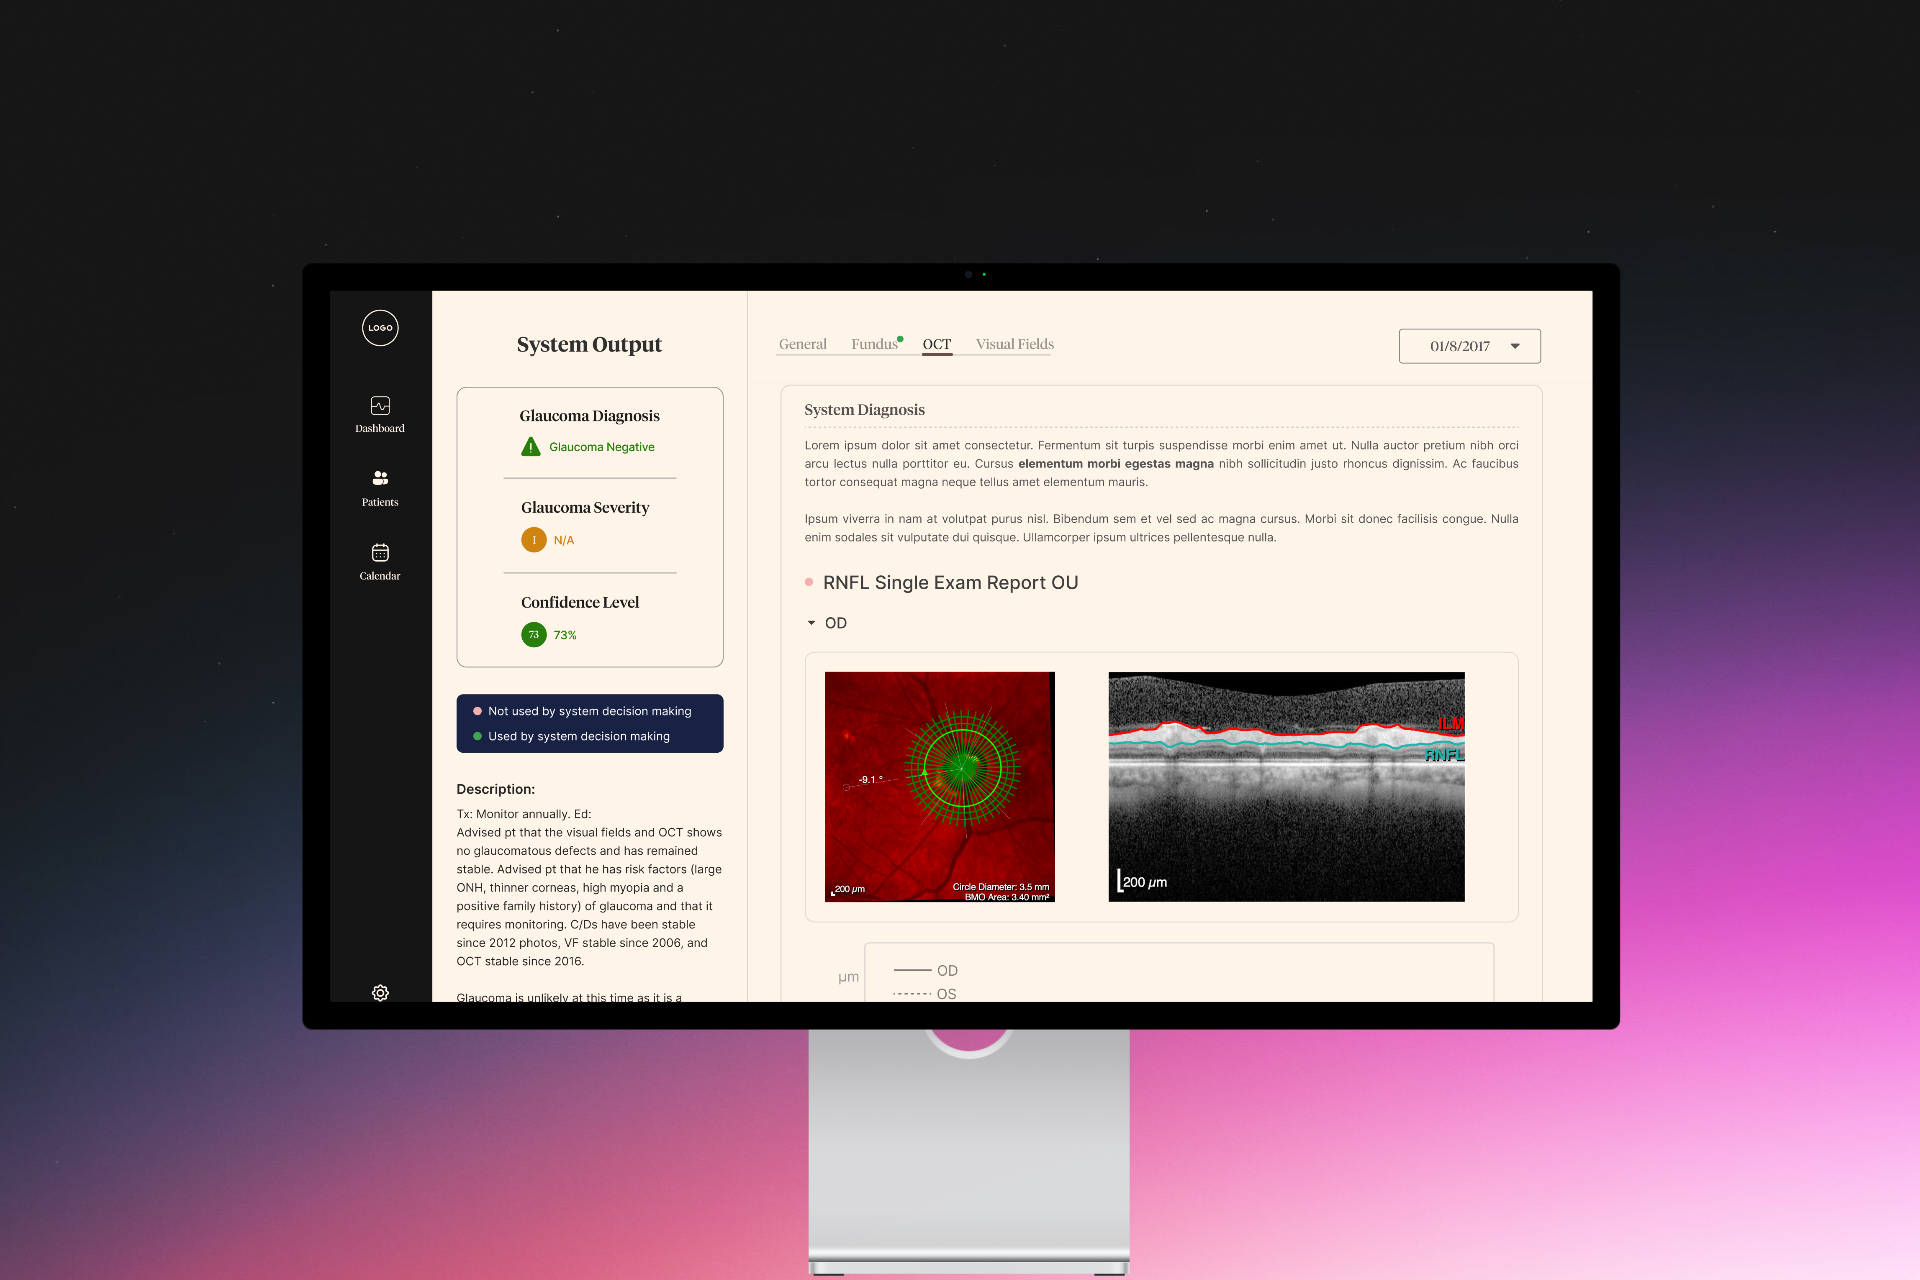 LOGO
Dashboard
Patients
Calendar
System Output
Glaucoma Diagnosis
! Glaucoma Negative
Glaucoma Severity
I N/A
Confidence Level
73 73%
Not used by system decision making
Used by system decision making
Description:
Tx: Monitor annually. Ed:
Advised pt that the visual fields and OCT shows
no glaucomatous defects and has remained
stable. Advised pt that he has risk factors (large
ONH, thinner corneas, high myopia and a
positive family history) of glaucoma and that it
requires monitoring. C/Ds have been stable
since 2012 photos, VF stable since 2006, and
OCT stable since 2016.
Glaucoma is unlikely at this time as it is a
General Fundus OCT Visual Fields
01/8/2017
System Diagnosis
Lorem ipsum dolor sit amet consectetur. Fermentum sit turpis suspendisse morbi enim amet ut. Nulla auctor pretium nibh orci
arcu lectus nulla porttitor eu. Cursus elementum morbi egestas magna nibh sollicitudin justo rhoncus dignissim. Ac faucibus
tortor consequat magna neque tellus amet elementum mauris.
Ipsum viverra in nam at volutpat purus nisl. Bibendum sem et vel sed ac magna cursus. Morbi sit donec facilisis congue. Nulla
enim sodales sit vulputate dui quisque. Ullamcorper ipsum ultrices pellentesque nulla.
RNFL Single Exam Report OU
OD
-9.1 °
200 µm
Circle Diameter: 3.5 mm
BMO Area: 3.40 mm²
ILM
RNFL
200 µm
µm
OD
OS